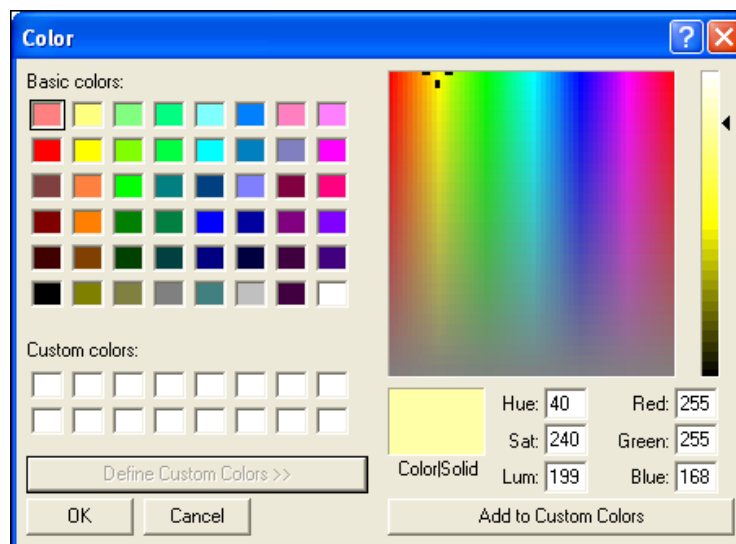 Color
Basic colors:
Custom colors:
Define Custom Colors >>
OK Cancel
Color|Solid
Hue: 40 Red: 255
Sat: 240 Green: 255
Lum: 199 Blue: 168
Add to Custom Colors